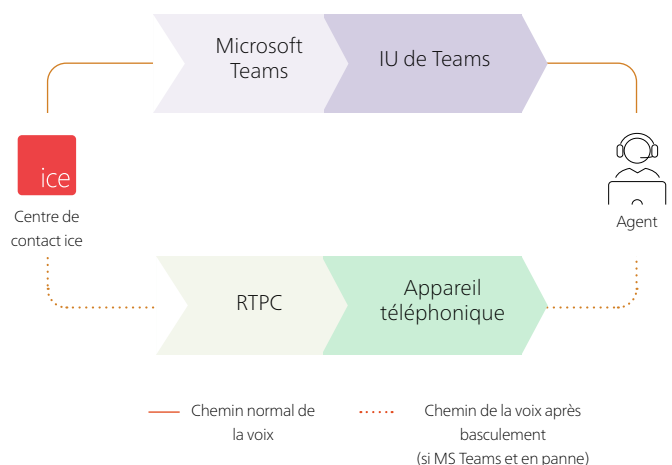 Microsoft
Teams
IU de Teams
ice
Centre de
contact ice
Agent
RTPC
Appareil
téléphonique
Chemin normal de
la voix
Chemin de la voix après
basculement
(si MS Teams et en panne)